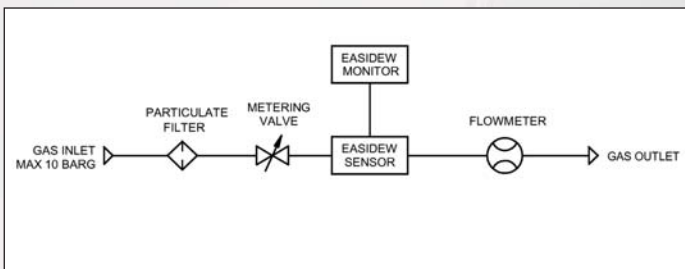 EASIDEW
MONITOR
PARTICULATE
FILTER
METERING
VALVE
FLOWMETER
GAS INLET
MAX 10 BARG
EASIDEW
SENSOR
GAS OUTLET